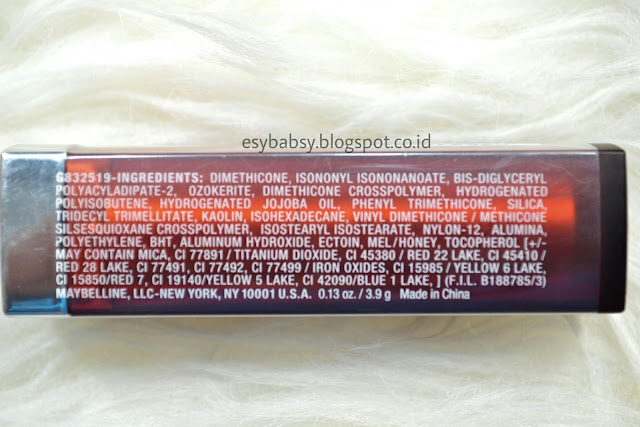 esybabsy.blogspot.co.id
G832519-INGREDIENTS: DIMETHICONE, ISONONYL ISONONANOATE, BIS-DIGLYCERYL
POLYACYLADIPATE-2, OZOKERITE, DIMETHICONE CROSSPOLYMER, HYDROGENATED
POLYISOBUTENE, HYDROGENATED JOJOBA OIL, PHENYL TRIMETHICONE, SILICA,
TRIDECYL TRIMELLITATE, KAOLIN, ISOHEXADECANE, VINYL DIMETHICONE / METHICONE
SILSESQUIOXANE CROSSPOLYMER, ISOSTEARYL ISOSTEARATE, NYLON-12, ALUMINA,
POLYETHYLENE, BHT, ALUMINUM HYDROXIDE, ECTOIN, MEL/HONEY, TOCOPHEROL [+/-
MAY CONTAIN MICA, CI 77891 / TITANIUM DIOXIDE, CI 45380 / RED 22 LAKE, CI 45410 /
RED 28 LAKE, CI 77491, CI 77492, CI 77499 / IRON OXIDES, CI 15985 / YELLOW 6 LAKE,
CI 15850/RED 7, CI 19140/YELLOW 5 LAKE, CI 42090/BLUE 1 LAKE, ] (F.I.L. B188785/3)
MAYBELLINE, LLC-NEW YORK, NY 10001 U.S.A. 0.13 oz. / 3.9 g Made in China